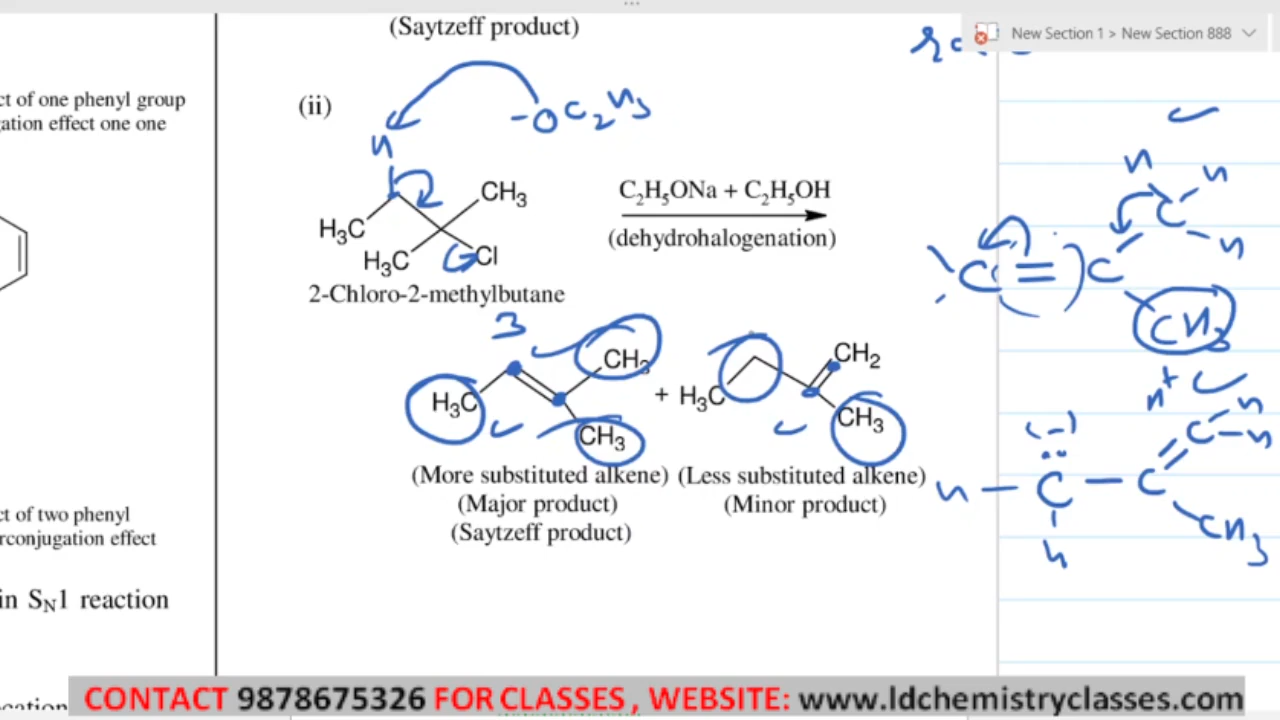 (Saytzeff product)
New Section 1 > New Section 888
ct of one phenyl group
gation effect one one
(ii)
-OC₂H₅
H
CH₃
H₃C
H₃C
Cl
C₂H₅ONa + C₂H₅OH
(dehydrohalogenation)
2-Chloro-2-methylbutane
3
H₃C
CH₃
CH₃
+
H₃C
CH₂
CH₃
(More substituted alkene) (Less substituted alkene)
(Major product)
(Minor product)
(Saytzeff product)
H
H
C
H
C = C
CH₃
H⁺
(-)
H
H - C - C = C - H
H
CH₃
ct of two phenyl
rconjugation effect
in SN1 reaction
CONTACT 9878675326 FOR CLASSES , WEBSITE: www.ldchemistryclasses.com